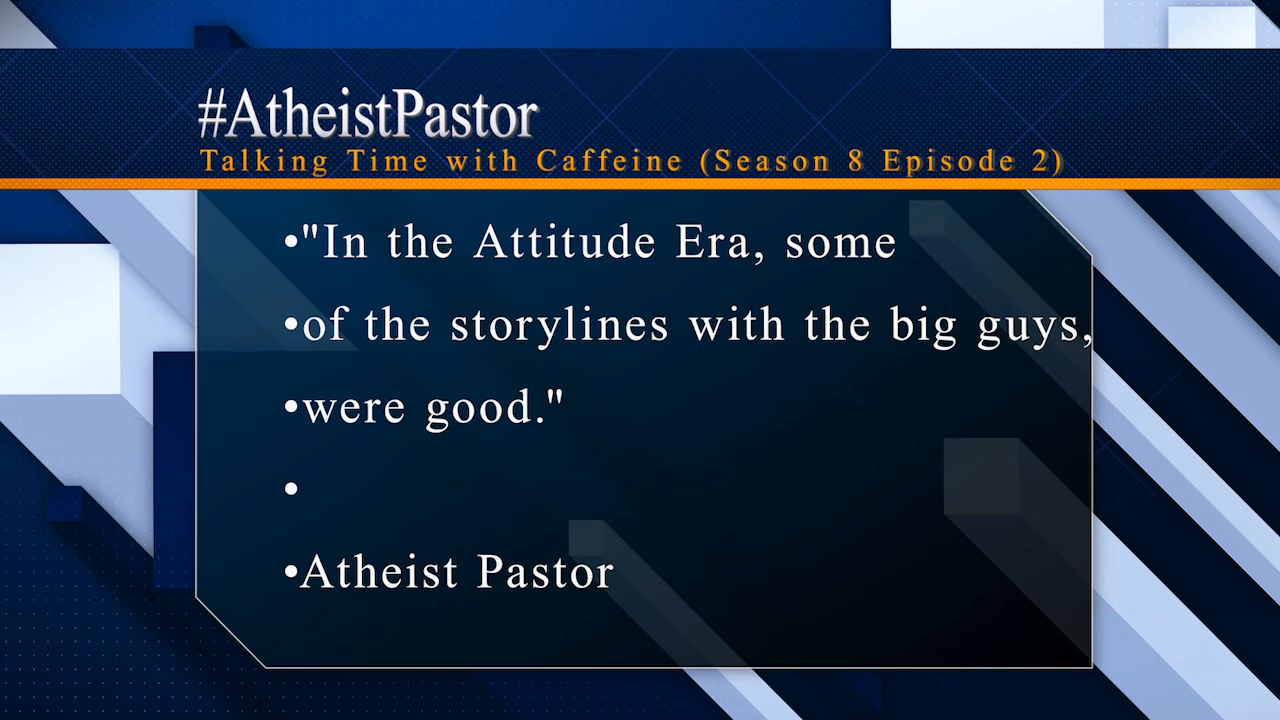 #AtheistPastor
Talking Time with Caffeine (Season 8 Episode 2)
•"In the Attitude Era, some
•of the storylines with the big guys,
•were good."
•
•Atheist Pastor